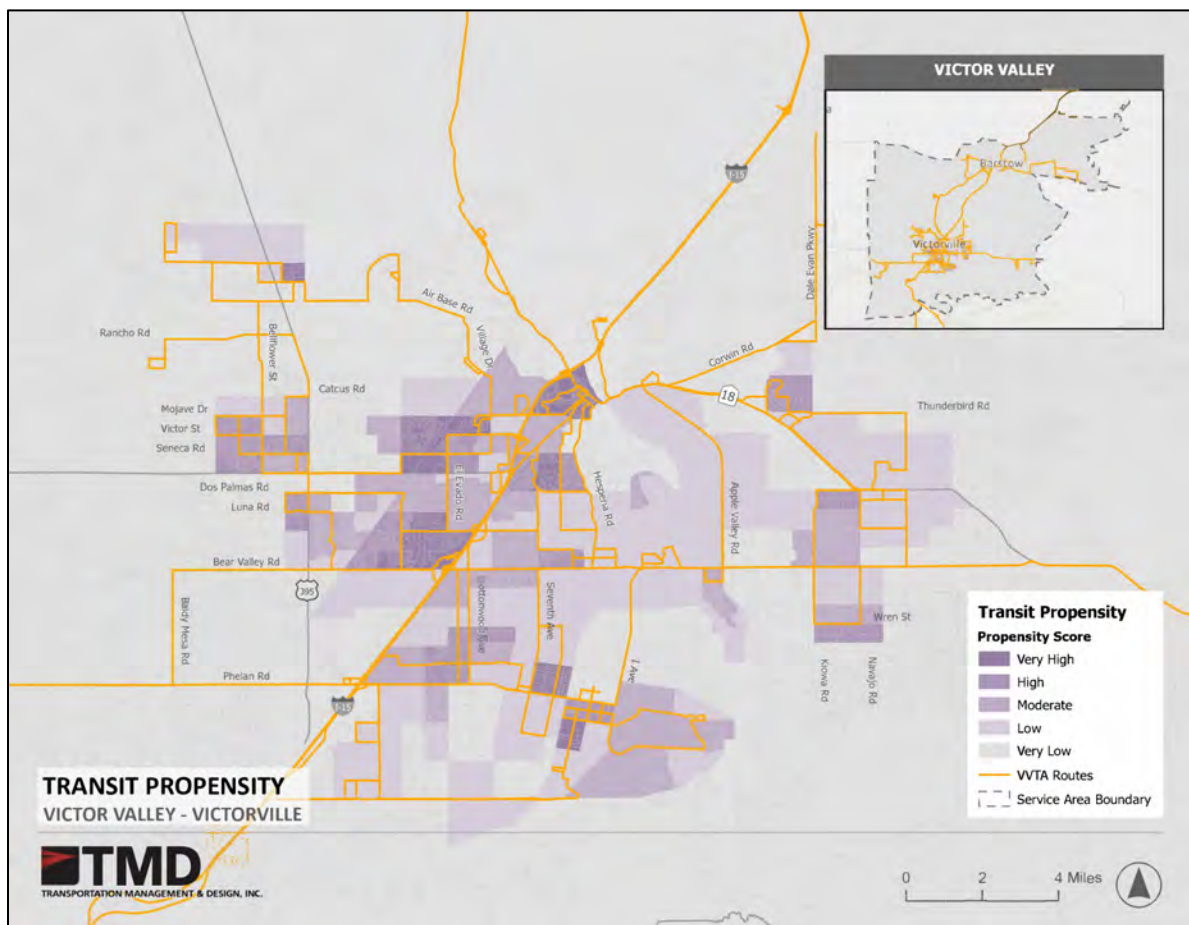 VICTOR VALLEY
Barstow
Victorville
I-15
Dale Evan Pkwy
Air Base Rd
Rancho Rd
Bellflower St
Village Dr
Corwin Rd
18
Catcus Rd
Mojave Dr
Victor St
Seneca Rd
Thunderbird Rd
Dos Palmas Rd
Luna Rd
El Evado Rd
Hesperia Rd
Apple Valley Rd
Bear Valley Rd
395
Baldy Mesa Rd
Cottonwood Ave
Seventh Ave
I Ave
Wren St
Kiowa Rd
Navajo Rd
Phelan Rd
I-15
Transit Propensity
Propensity Score
Very High
High
Moderate
Low
Very Low
VVTA Routes
Service Area Boundary
TRANSIT PROPENSITY
VICTOR VALLEY - VICTORVILLE
TMD
TRANSPORTATION MANAGEMENT & DESIGN, INC.
0 2 4 Miles